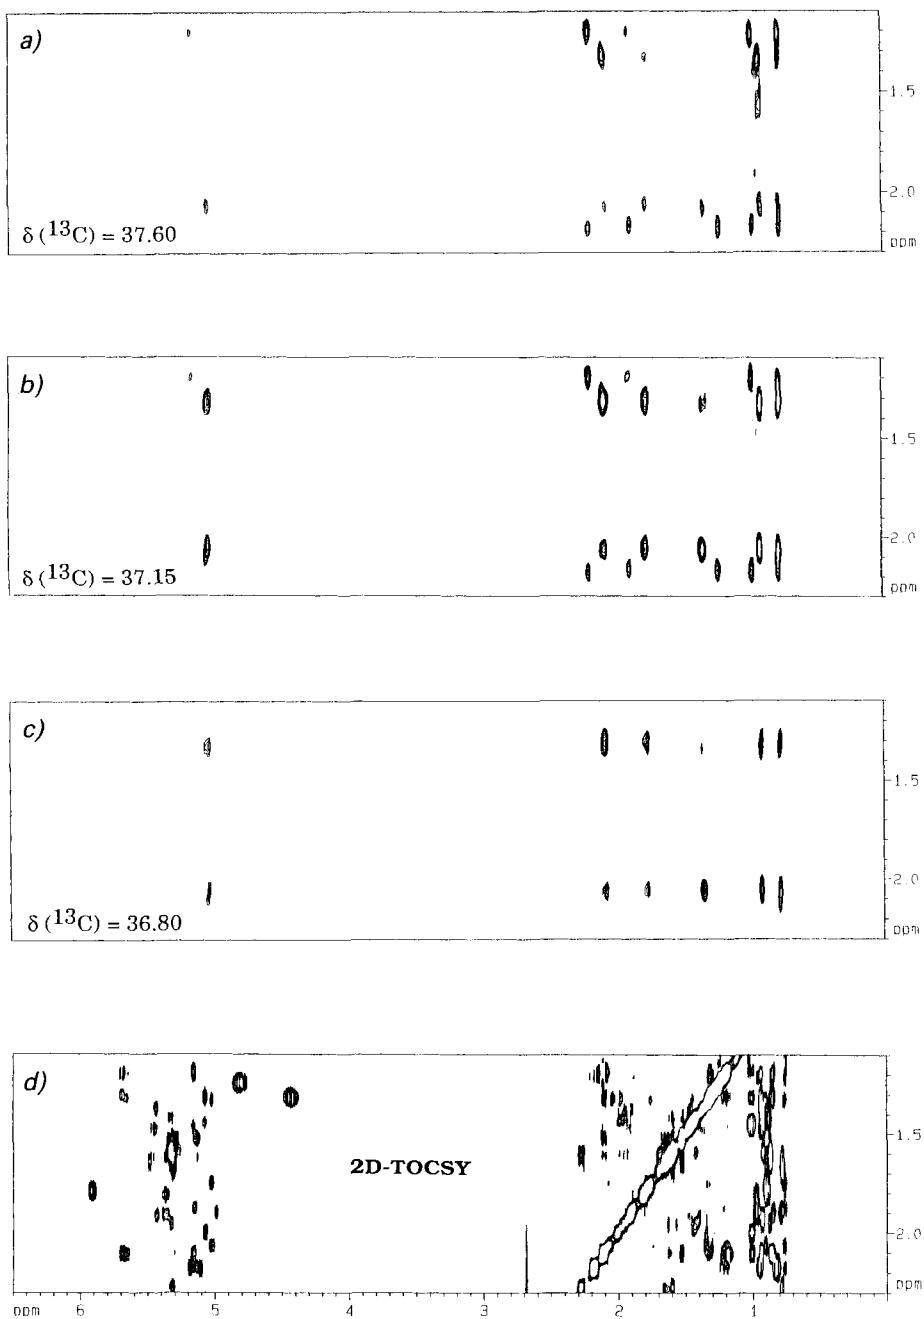 a)
1.5
2.0
ppm
δ (13C) = 37.60
b)
1.5
2.0
ppm
δ (13C) = 37.15
c)
1.5
2.0
ppm
δ (13C) = 36.80
d)
2D-TOCSY
1.5
2.0
ppm 6 5 4 3 2 1